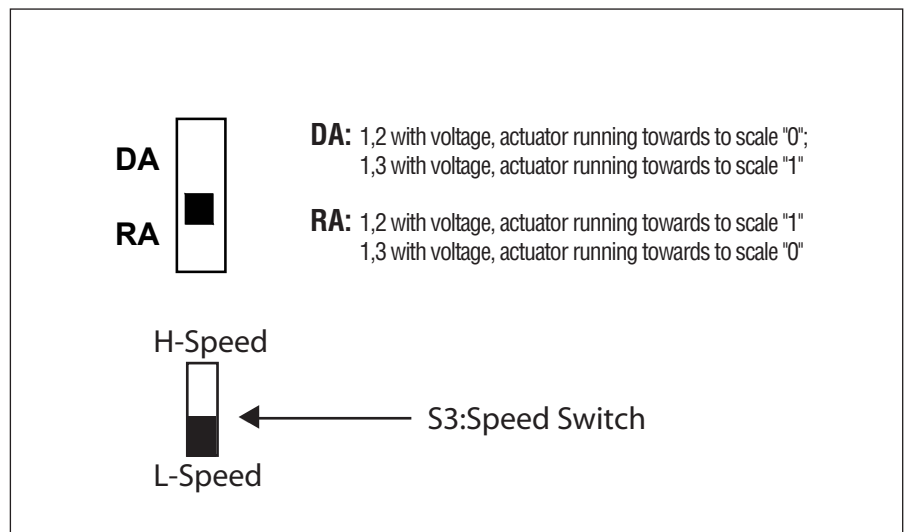 DA
RA
DA: 1,2 with voltage, actuator running towards to scale "0";
1,3 with voltage, actuator running towards to scale "1"
RA: 1,2 with voltage, actuator running towards to scale "1"
1,3 with voltage, actuator running towards to scale "0"
H-Speed
S3:Speed Switch
L-Speed